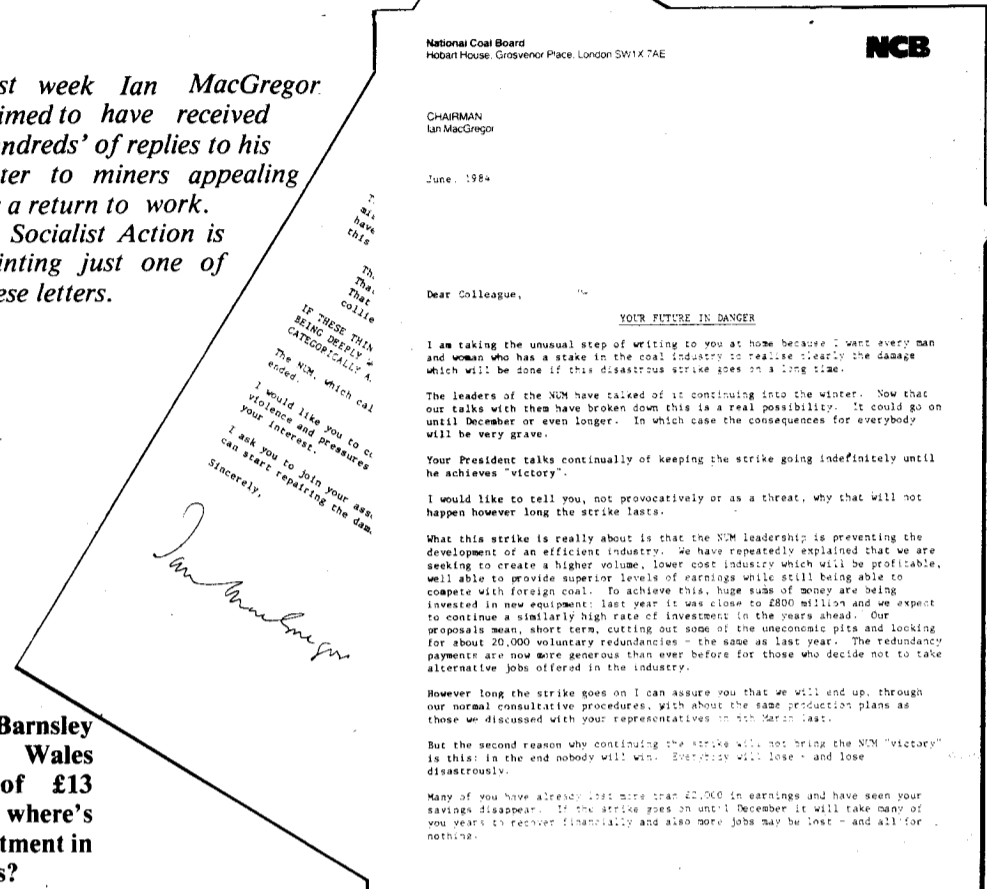 st week Ian MacGregor
imed to have received
ndreds' of replies to his
ter to miners appealing
a return to work.
Socialist Action is
inting just one of
ese letters.
Barnsley
Wales
of £13
where's
tment in
s?
have
this
That
collie
IF THESE THIN
BEING DEEPLY
CATEGORICALLY A
The NUM, which cal
ended.
I would like you to co
violence and pressures
your interest.
I ask you to join your ass
can start repairing the dam
Sincerely,
Ian MacGregor
National Coal Board
Hobart House, Grosvenor Place, London SW1X 7AE
NCB
CHAIRMAN
Ian MacGregor
June, 1984
Dear Colleague,
YOUR FUTURE IN DANGER
I am taking the unusual step of writing to you at home because I want every man
and woman who has a stake in the coal industry to realise clearly the damage
which will be done if this disastrous strike goes on a long time.
The leaders of the NUM have talked of it continuing into the winter. Now that
our talks with them have broken down this is a real possibility. It could go on
until December or even longer. In which case the consequences for everybody
will be very grave.
Your President talks continually of keeping the strike going indefinitely until
he achieves "victory".
I would like to tell you, not provocatively or as a threat, why that will not
happen however long the strike lasts.
What this strike is really about is that the NUM leadership is preventing the
development of an efficient industry. We have repeatedly explained that we are
seeking to create a higher volume, lower cost industry which will be profitable,
well able to provide superior levels of earnings while still being able to
compete with foreign coal. To achieve this, huge sums of money are being
invested in new equipment; last year it was close to £800 million and we expect
to continue a similarly high rate of investment in the years ahead. Our
proposals mean, short term, cutting out some of the uneconomic pits and looking
for about 20,000 voluntary redundancies - the same as last year. The redundancy
payments are now more generous than ever before for those who decide not to take
alternative jobs offered in the industry.
However long the strike goes on I can assure you that we will end up, through
our normal consultative procedures, with about the same production plans as
those we discussed with your representatives on 6th March last.
But the second reason why continuing the strike will not bring the NUM "victory"
is this: in the end nobody will win. Everybody will lose - and lose
disastrously.
Many of you have already lost more than £2,000 in earnings and have seen your
savings disappear. If the strike goes on until December it will take many of
you years to recover financially and also more jobs may be lost - and all for
nothing.